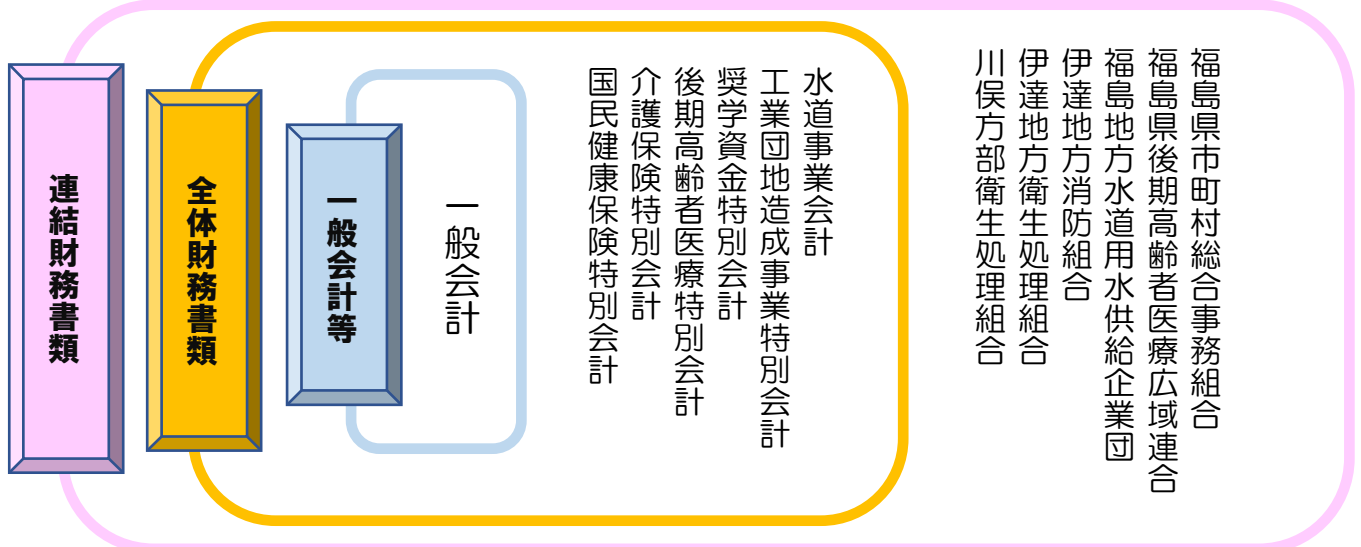 連結財務書類
全体財務書類
一般会計等
一般会計
水道事業会計
工業団地造成事業特別会計
奨学資金特別会計
後期高齢者医療特別会計
介護保険特別会計
国民健康保険特別会計
福島県市町村総合事務組合
福島県後期高齢者医療広域連合
福島地方水道用水供給企業団
伊達地方消防組合
伊達地方衛生処理組合
川俣方部衛生処理組合